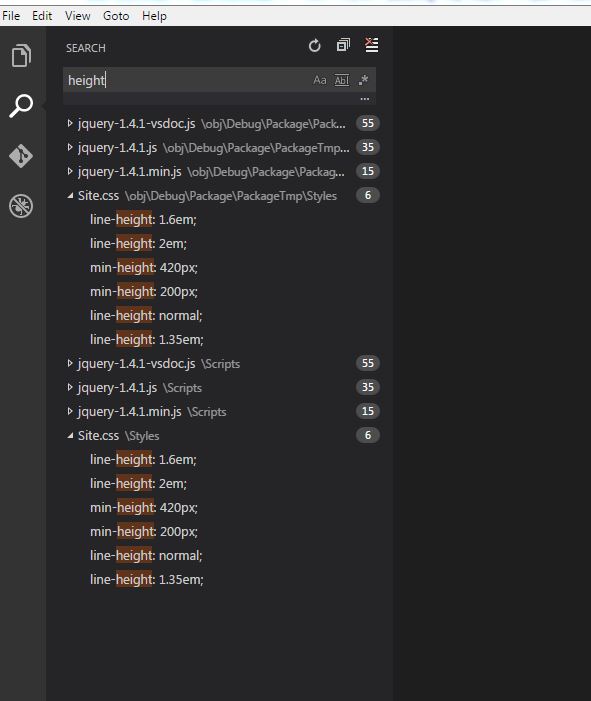 File Edit View Goto Help
SEARCH
height Aa Ab| .*
...
jquery-1.4.1-vsdoc.js \obj\Debug\Package\Pack... 55
jquery-1.4.1.js \obj\Debug\Package\PackageTmp... 35
jquery-1.4.1.min.js \obj\Debug\Package\Packag... 15
Site.css \obj\Debug\Package\PackageTmp\Styles 6
line-height: 1.6em;
line-height: 2em;
min-height: 420px;
min-height: 200px;
line-height: normal;
line-height: 1.35em;
jquery-1.4.1-vsdoc.js \Scripts 55
jquery-1.4.1.js \Scripts 35
jquery-1.4.1.min.js \Scripts 15
Site.css \Styles 6
line-height: 1.6em;
line-height: 2em;
min-height: 420px;
min-height: 200px;
line-height: normal;
line-height: 1.35em;